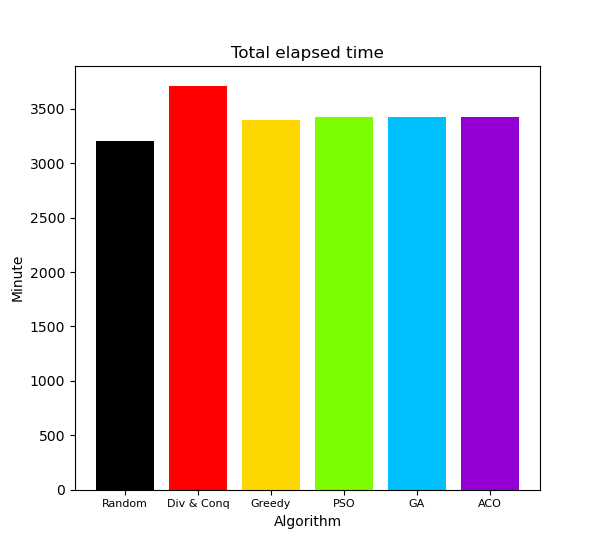 Total elapsed time
Minute
3500
3000
2500
2000
1500
1000
500
0
Random Div & Conq Greedy PSO GA ACO
Algorithm